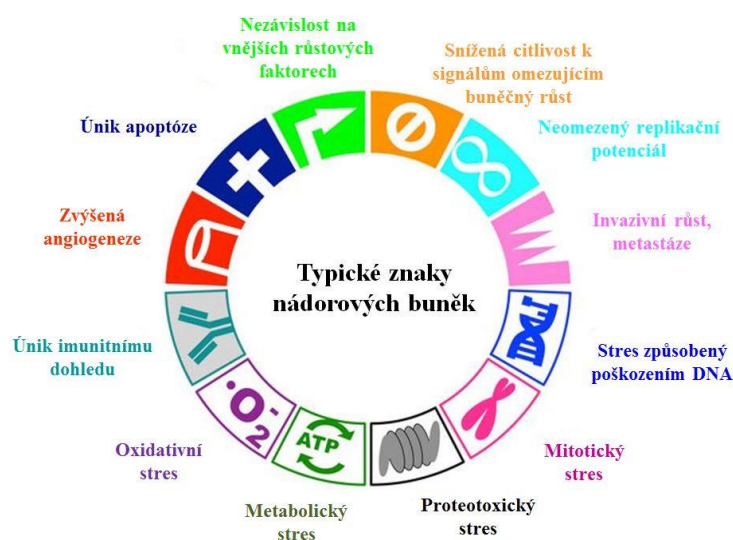 Nezávislost na
vnějších růstových
faktorech
Snížená citlivost k
signálům omezujícím
buněčný růst
Únik apoptóze
Neomezený replikační
potenciál
Zvýšená
angiogeneze
Invazivní růst,
metastáze
Typické znaky
nádorových buněk
Únik imunitnímu
dohledu
Stres způsobený
poškozením DNA
•O2-
ATP
Oxidativní
stres
Mitotický
stres
Metabolický
stres
Proteotoxický
stres